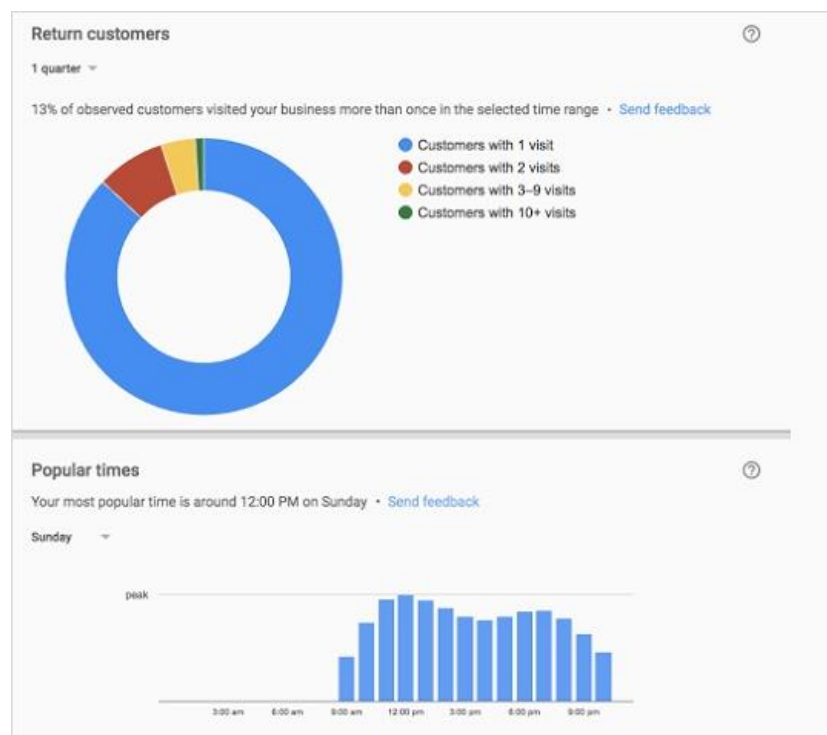 Return customers
1 quarter
13% of observed customers visited your business more than once in the selected time range • Send feedback
Customers with 1 visit
Customers with 2 visits
Customers with 3–9 visits
Customers with 10+ visits
Popular times
Your most popular time is around 12:00 PM on Sunday • Send feedback
Sunday
peak
3:00 am 6:00 am 9:00 am 12:00 pm 3:00 pm 6:00 pm 9:00 pm